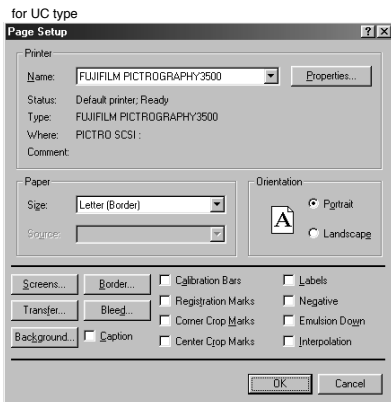 for UC type
Page Setup
Printer
Name: FUJIFILM PICTROGRAPHY3500 Properties...
Status: Default printer; Ready
Type: FUJIFILM PICTROGRAPHY3500
Where: PICTRO SCSI :
Comment:
Paper
Size: Letter (Border)
Source:
Orientation
A
Portrait
Landscape
Screens... Border... Calibration Bars Labels
Transfer... Bleed... Registration Marks Negative
Background... Caption Corner Crop Marks Emulsion Down
Center Crop Marks Interpolation
OK Cancel